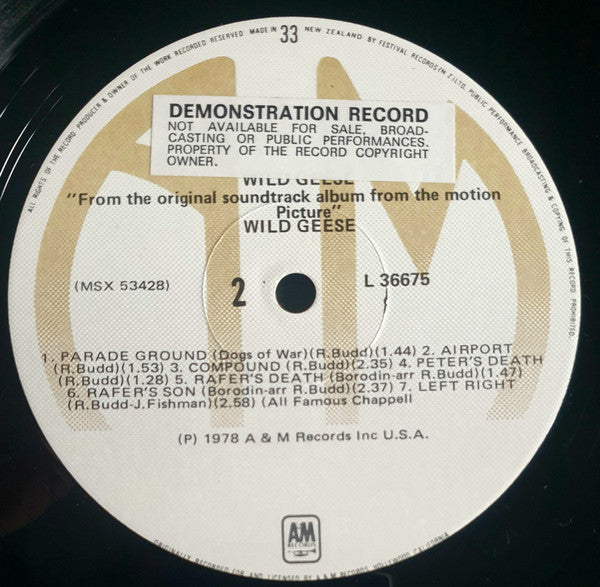 ALL RIGHTS OF THE RECORD PRODUCER & OWNER OF THE WORK RECORDED RESERVED MADE IN 33 NEW ZEALAND BY FESTIVAL RECORDS (N.Z.) LTD. PUBLIC PERFORMANCE BROADCASTING & COPYING OF THIS RECORD PROHIBITED.
DEMONSTRATION RECORD
NOT AVAILABLE FOR SALE, BROAD-
CASTING OR PUBLIC PERFORMANCES.
PROPERTY OF THE RECORD COPYRIGHT
OWNER.
WILD GEESE
"From the original soundtrack album from the motion
Picture"
WILD GEESE
(MSX 53428) 2 L 36675
1. PARADE GROUND (Dogs of War)(R.Budd)(1.44) 2. AIRPORT
(R.Budd)(1.53) 3. COMPOUND (R.Budd)(2.35) 4. PETER'S DEATH
(R.Budd)(1.28) 5. RAFER'S DEATH (Borodin-arr R.Budd)(1.47)
6. RAFER'S SON (Borodin-arr R.Budd)(2.37) 7. LEFT RIGHT
(R.Budd-J.Fishman)(2.58) (All Famous Chappell
(P) 1978 A & M Records Inc U.S.A.
A&M
RECORDS
ORIGINALLY RECORDED FOR AND LICENSED BY A & M RECORDS, HOLLYWOOD CALIFORNIA